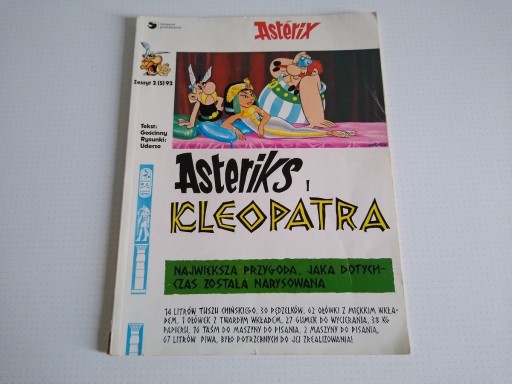 Astérix
Zeszyt 2 (5) 92
Tekst:
Gościnny
Rysunki:
Uderzo
Asteriks
i
KLEOPATRA
NAJWIĘKSZA PRZYGODA, JAKA DOTYCH-
CZAS ZOSTAŁA NARYSOWANA
14 LITRÓW TUSZU CHIŃSKIEGO, 30 PĘDZELKÓW, 62 OŁÓWKI Z MIĘKKIM WKŁA-
DEM, 1 OŁÓWEK Z TWARDYM WKŁADEM, 27 GUMEK DO WYCIERANIA, 38 KG
PAPIERU, 16 TAŚM DO MASZYNY DO PISANIA, 2 MASZYNY DO PISANIA,
67 LITRÓW PIWA, BYŁO POTRZEBNYCH DO JEJ ZREALIZOWANIA!